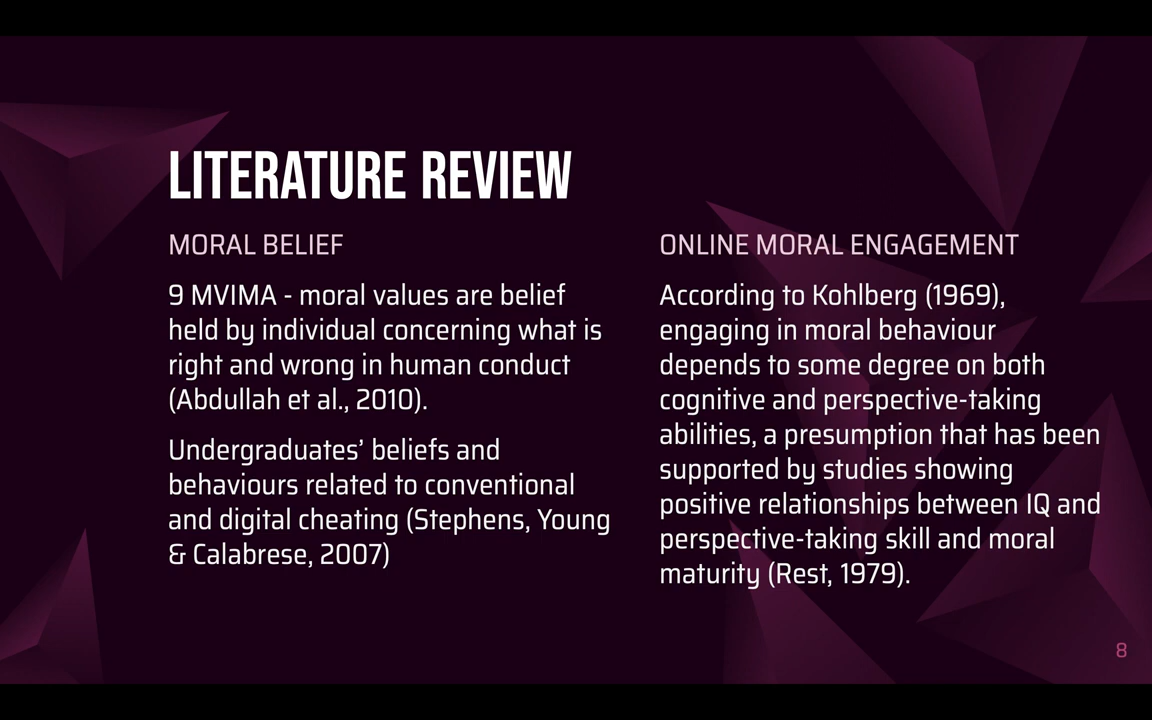 LITERATURE REVIEW
MORAL BELIEF
9 MVIMA - moral values are belief
held by individual concerning what is
right and wrong in human conduct
(Abdullah et al., 2010).
Undergraduates’ beliefs and
behaviours related to conventional
and digital cheating (Stephens, Young
& Calabrese, 2007)
ONLINE MORAL ENGAGEMENT
According to Kohlberg (1969),
engaging in moral behaviour
depends to some degree on both
cognitive and perspective-taking
abilities, a presumption that has been
supported by studies showing
positive relationships between IQ and
perspective-taking skill and moral
maturity (Rest, 1979).
8